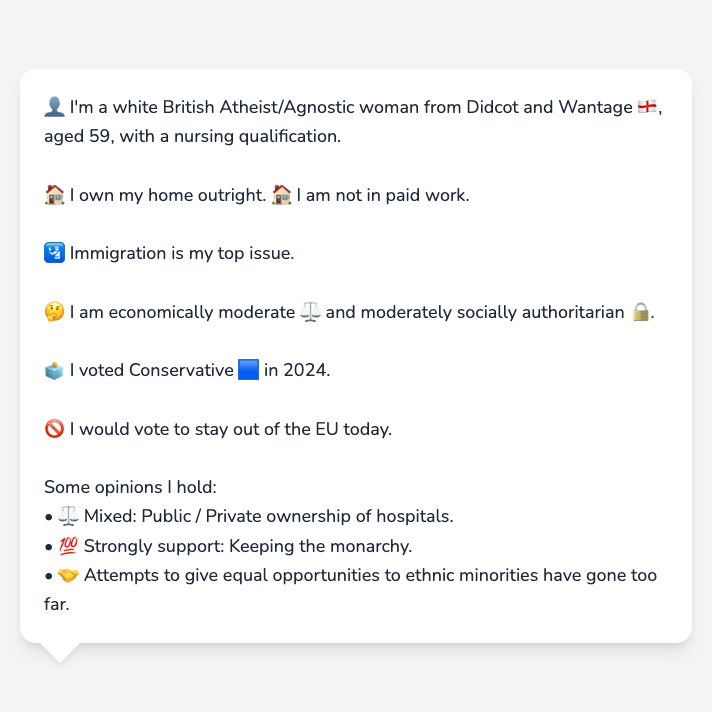 👤 I'm a white British Atheist/Agnostic woman from Didcot and Wantage 🏴󠁧󠁢󠁥󠁮󠁧󠁿,
aged 59, with a nursing qualification.
🏠 I own my home outright. 🏠 I am not in paid work.
🛂 Immigration is my top issue.
🤔 I am economically moderate ⚖️ and moderately socially authoritarian 🔒.
🗳️ I voted Conservative 🟦 in 2024.
🚫 I would vote to stay out of the EU today.
Some opinions I hold:
• ⚖️ Mixed: Public / Private ownership of hospitals.
• 💯 Strongly support: Keeping the monarchy.
• 🤝 Attempts to give equal opportunities to ethnic minorities have gone too
far.